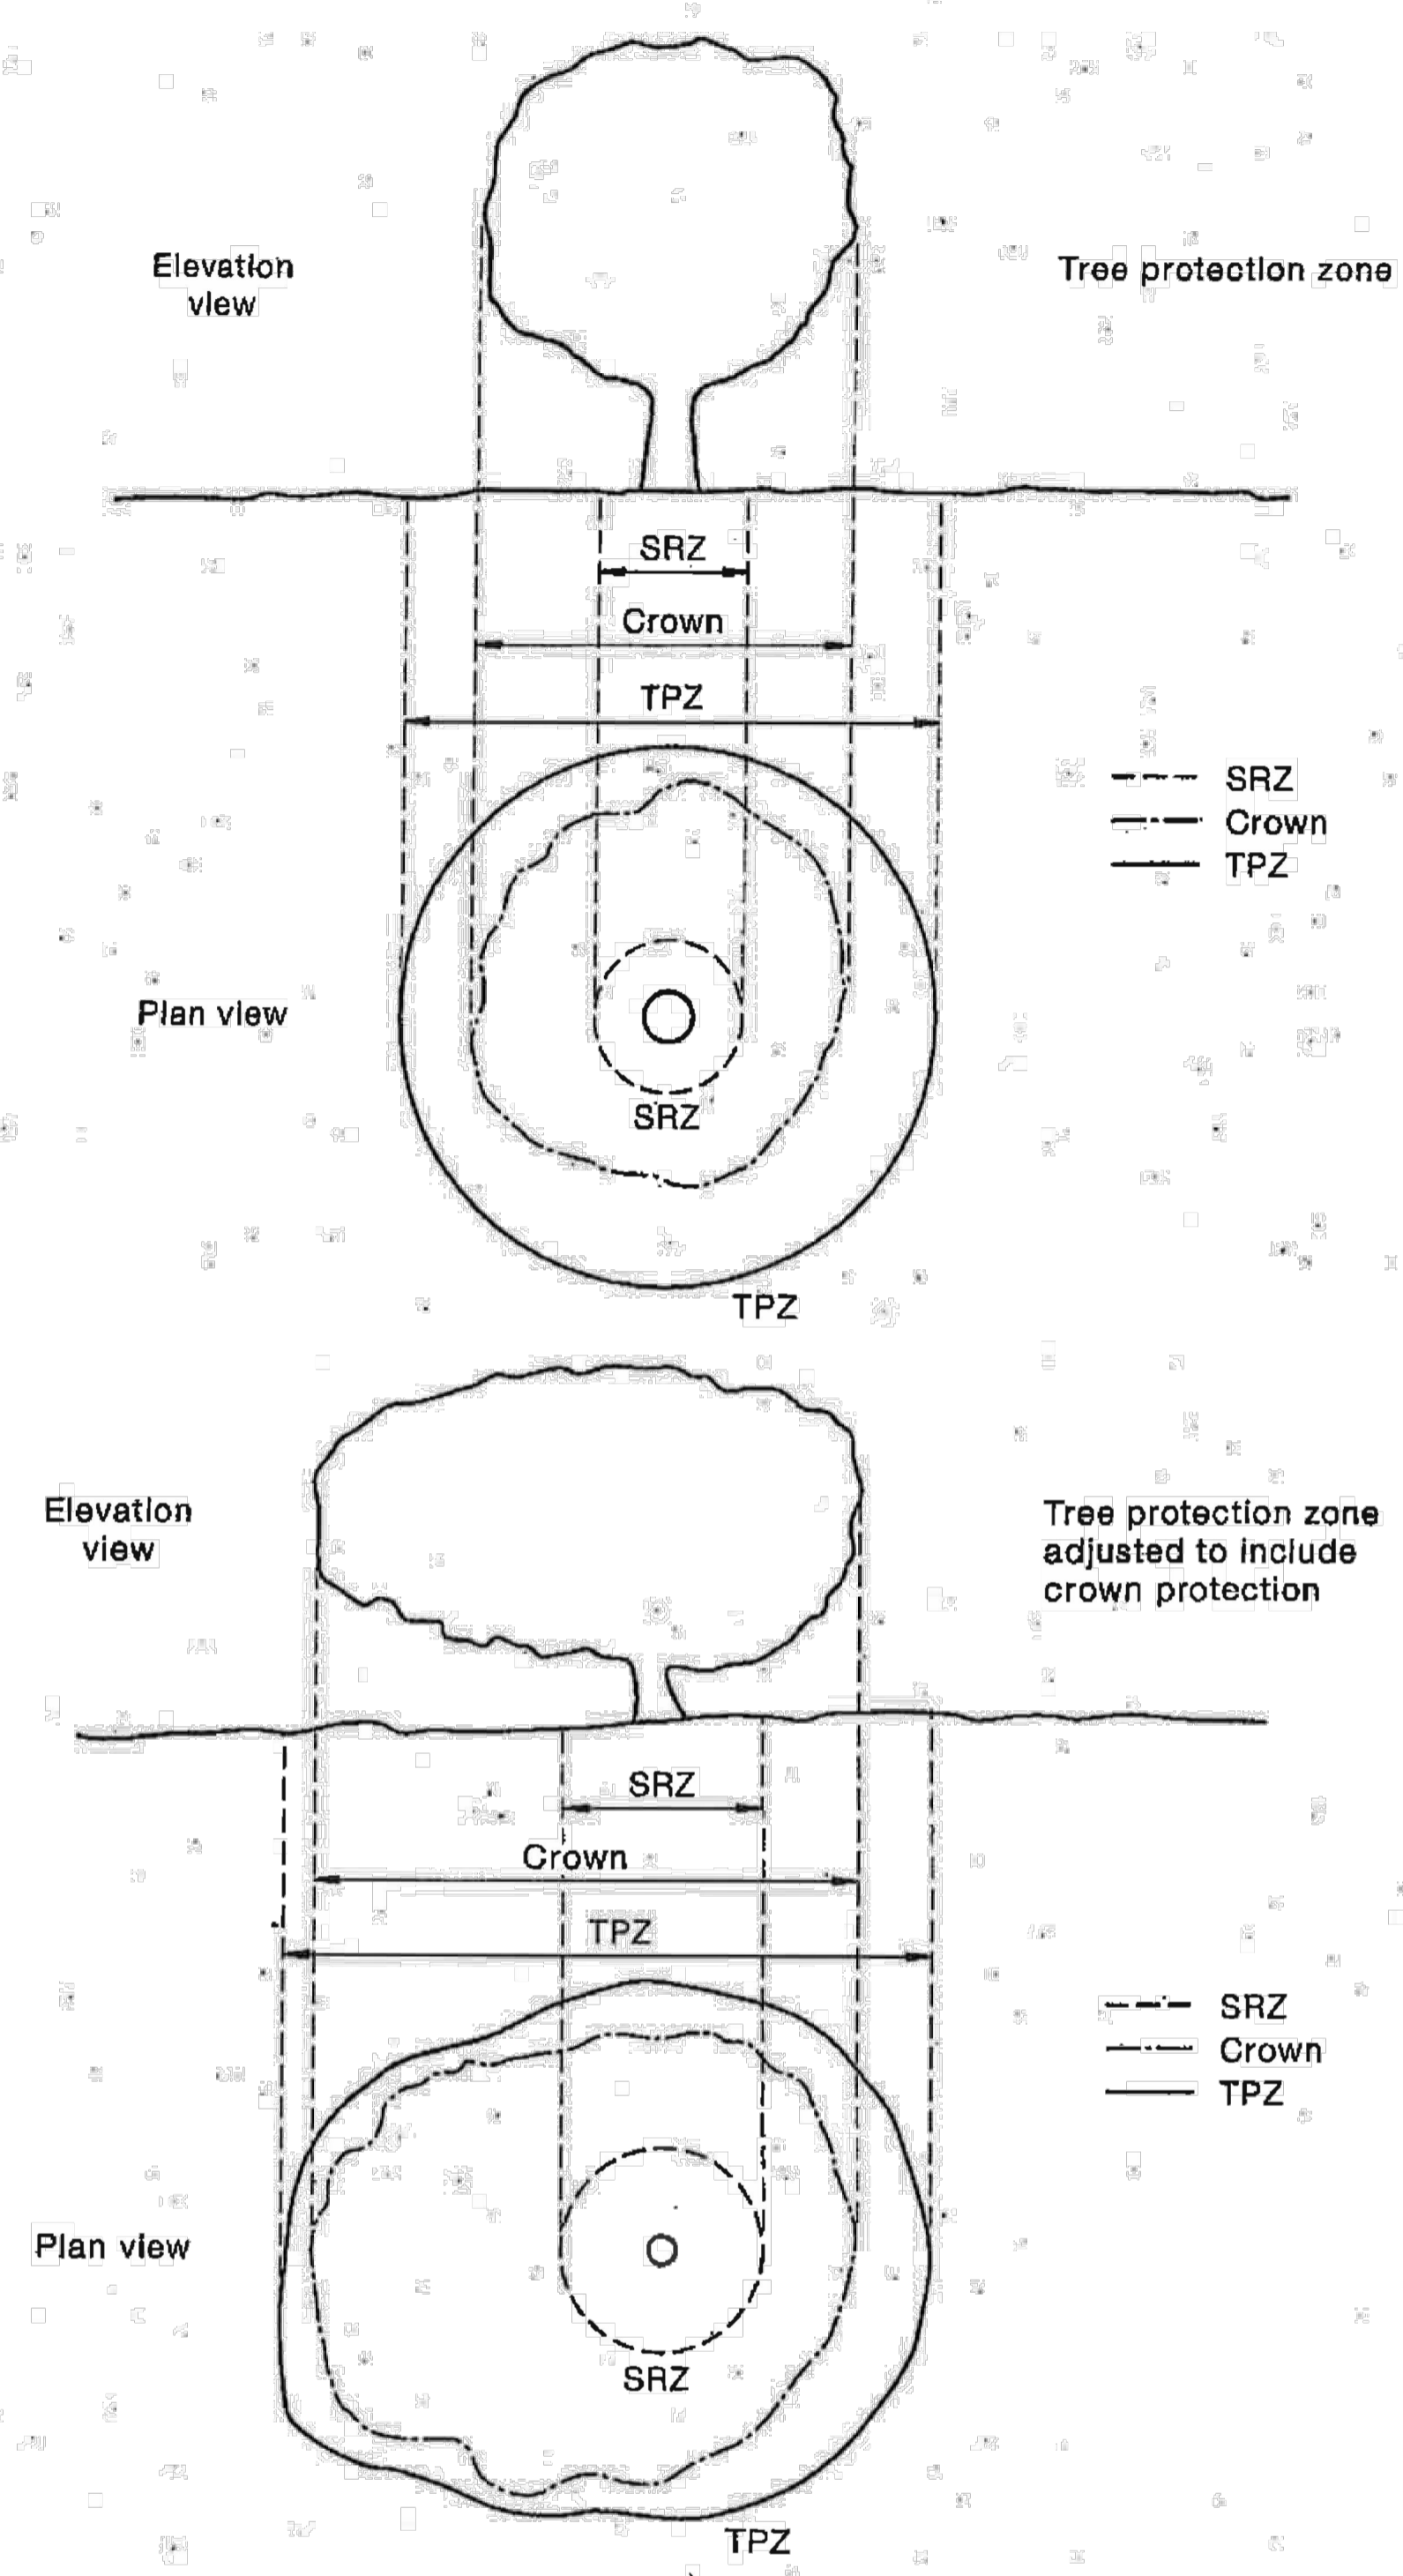 Elevation
view
Tree protection zone
SRZ
Crown
TPZ
SRZ
Crown
TPZ
Plan view
SRZ
TPZ
Elevation
view
Tree protection zone
adjusted to include
crown protection
SRZ
Crown
TPZ
SRZ
Crown
TPZ
Plan view
SRZ
TPZ